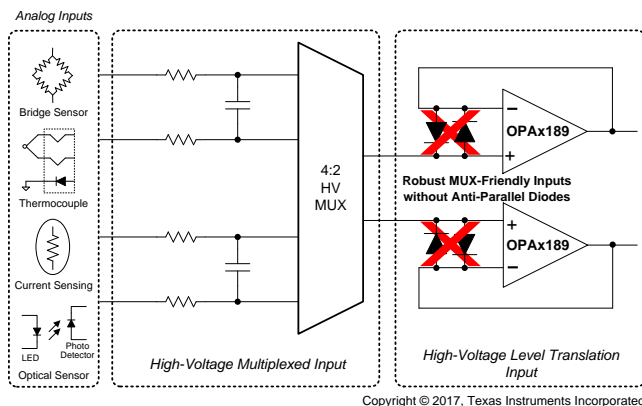 Analog Inputs
Bridge Sensor
Thermocouple
Current Sensing
LED
Photo
Detector
Optical Sensor
4:2
HV
MUX
High-Voltage Multiplexed Input
−
OPAx189
+
Robust MUX-Friendly Inputs
without Anti-Parallel Diodes
+
OPAx189
−
High-Voltage Level Translation
Input
Copyright © 2017, Texas Instruments Incorporated